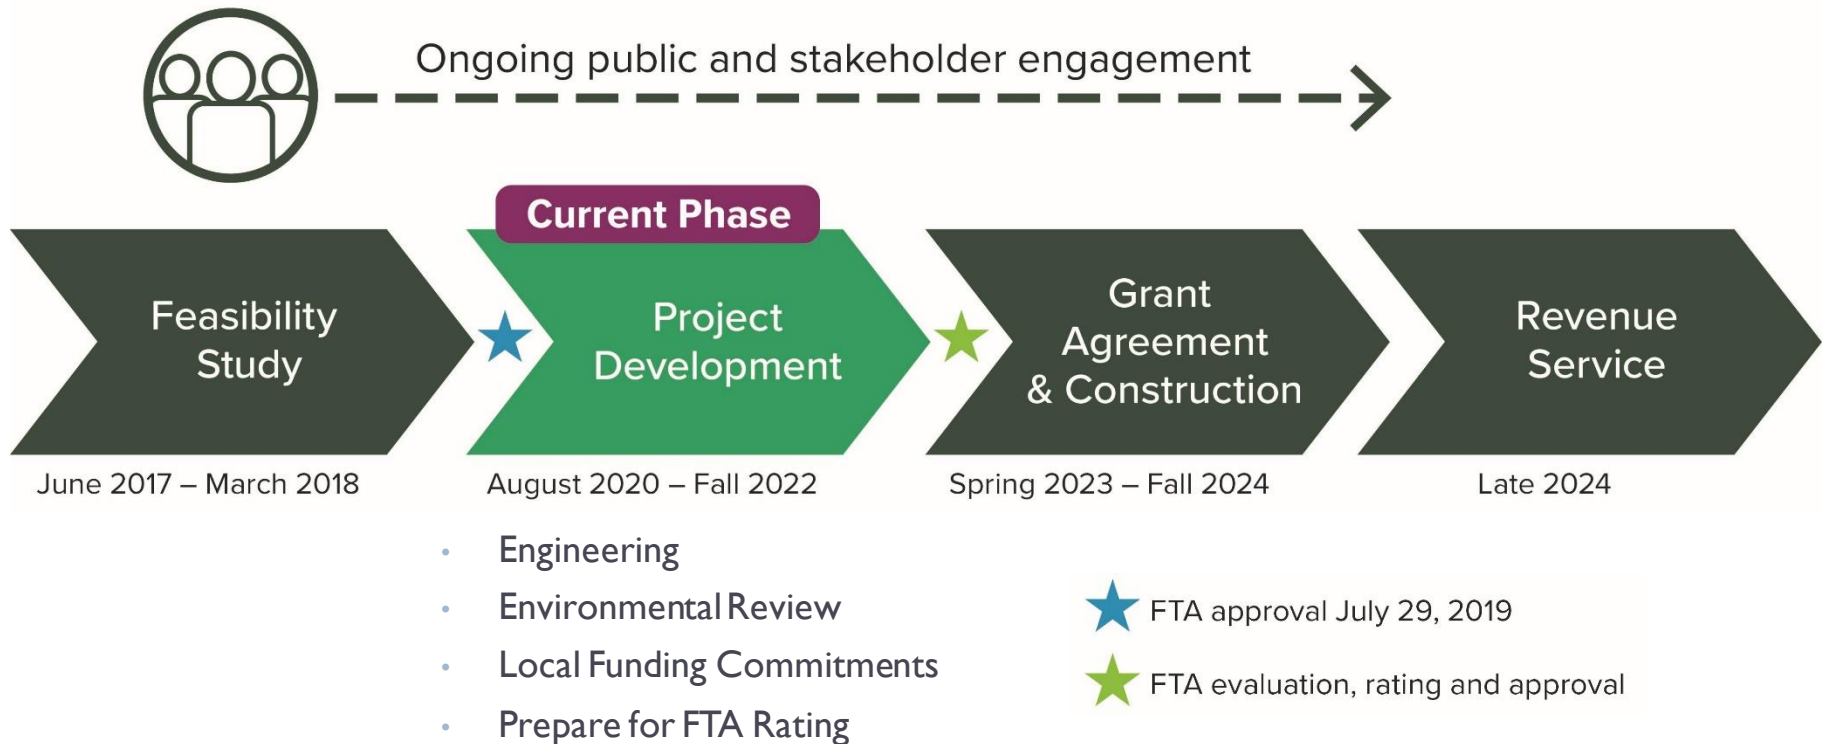 Ongoing public and stakeholder engagement
Current Phase
Feasibility
Study
Project
Development
Grant
Agreement
& Construction
Revenue
Service
June 2017 – March 2018
August 2020 – Fall 2022
Spring 2023 – Fall 2024
Late 2024
• Engineering
• Environmental Review
• Local Funding Commitments
• Prepare for FTA Rating
FTA approval July 29, 2019
FTA evaluation, rating and approval